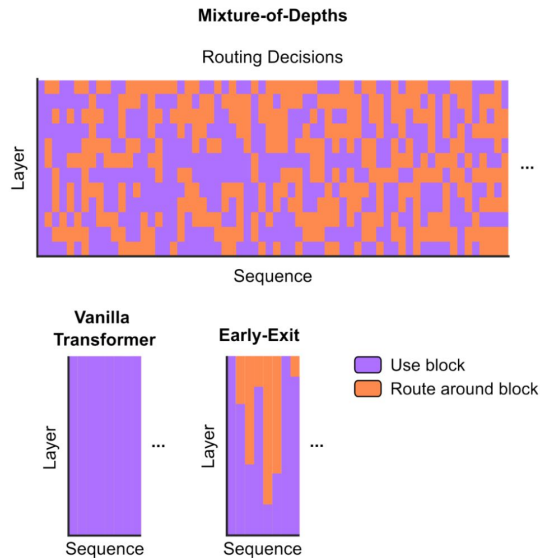 Mixture-of-Depths
Routing Decisions
Layer
...
Sequence
Vanilla
Transformer
Early-Exit
Use block
Route around block
Layer
...
Layer
...
Sequence
Sequence